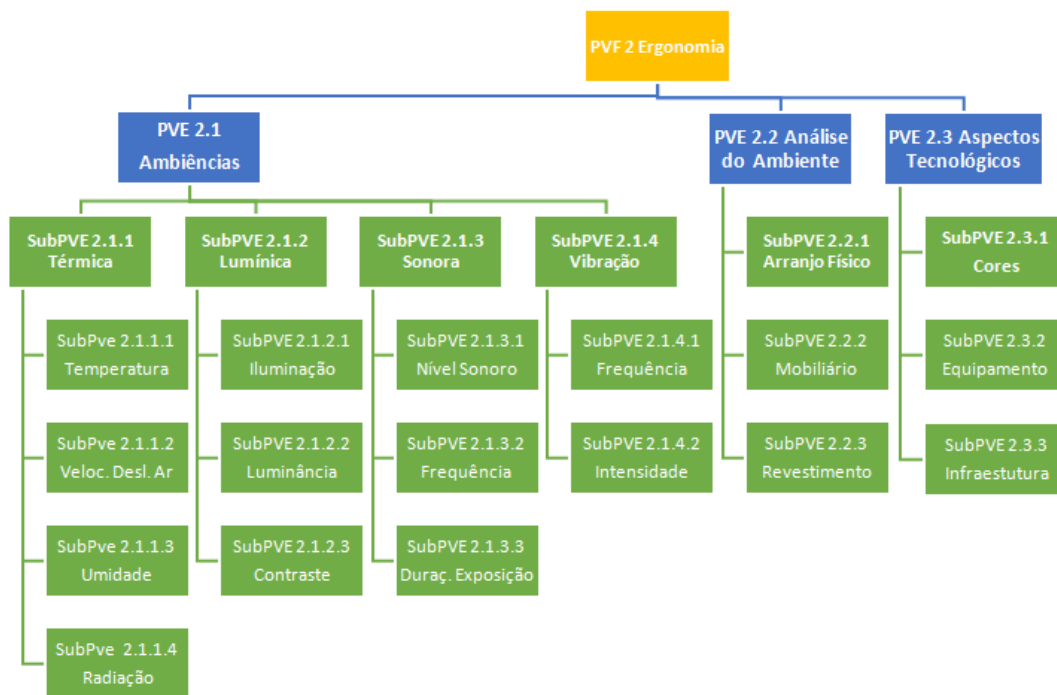 PVF 2 Ergonomia
PVE 2.1
Ambiências
PVE 2.2 Análise
do Ambiente
PVE 2.3 Aspectos
Tecnológicos
SubPVE 2.1.1
Térmica
SubPVE 2.1.2
Lumínica
SubPVE 2.1.3
Sonora
SubPVE 2.1.4
Vibração
SubPVE 2.2.1
Arranjo Físico
SubPVE 2.3.1
Cores
SubPve 2.1.1.1
Temperatura
SubPVE 2.1.2.1
Iluminação
SubPVE 2.1.3.1
Nível Sonoro
SubPVE 2.1.4.1
Frequência
SubPVE 2.2.2
Mobiliário
SubPVE 2.3.2
Equipamento
SubPve 2.1.1.2
Veloc. Desl. Ar
SubPVE 2.1.2.2
Luminância
SubPVE 2.1.3.2
Frequência
SubPVE 2.1.4.2
Intensidade
SubPVE 2.2.3
Revestimento
SubPVE 2.3.3
Infraestutura
SubPve 2.1.1.3
Umidade
SubPVE 2.1.2.3
Contraste
SubPVE 2.1.3.3
Duraç. Exposição
SubPve 2.1.1.4
Radiação